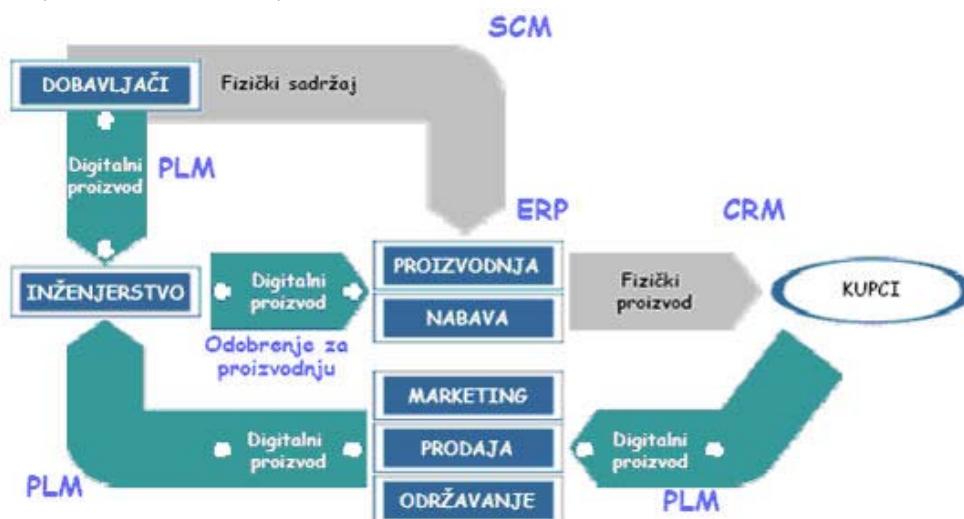 SCM
DOBAVLJAČI
Fizički sadržaj
Digitalni
proizvod
PLM
ERP
CRM
INŽENJERSTVO
Digitalni
proizvod
PROIZVODNJA
NABAVA
Fizički
proizvod
KUPCI
Odobrenje za
proizvodnju
MARKETING
PRODAJA
ODRŽAVANJE
Digitalni
proizvod
Digitalni
proizvod
PLM
PLM